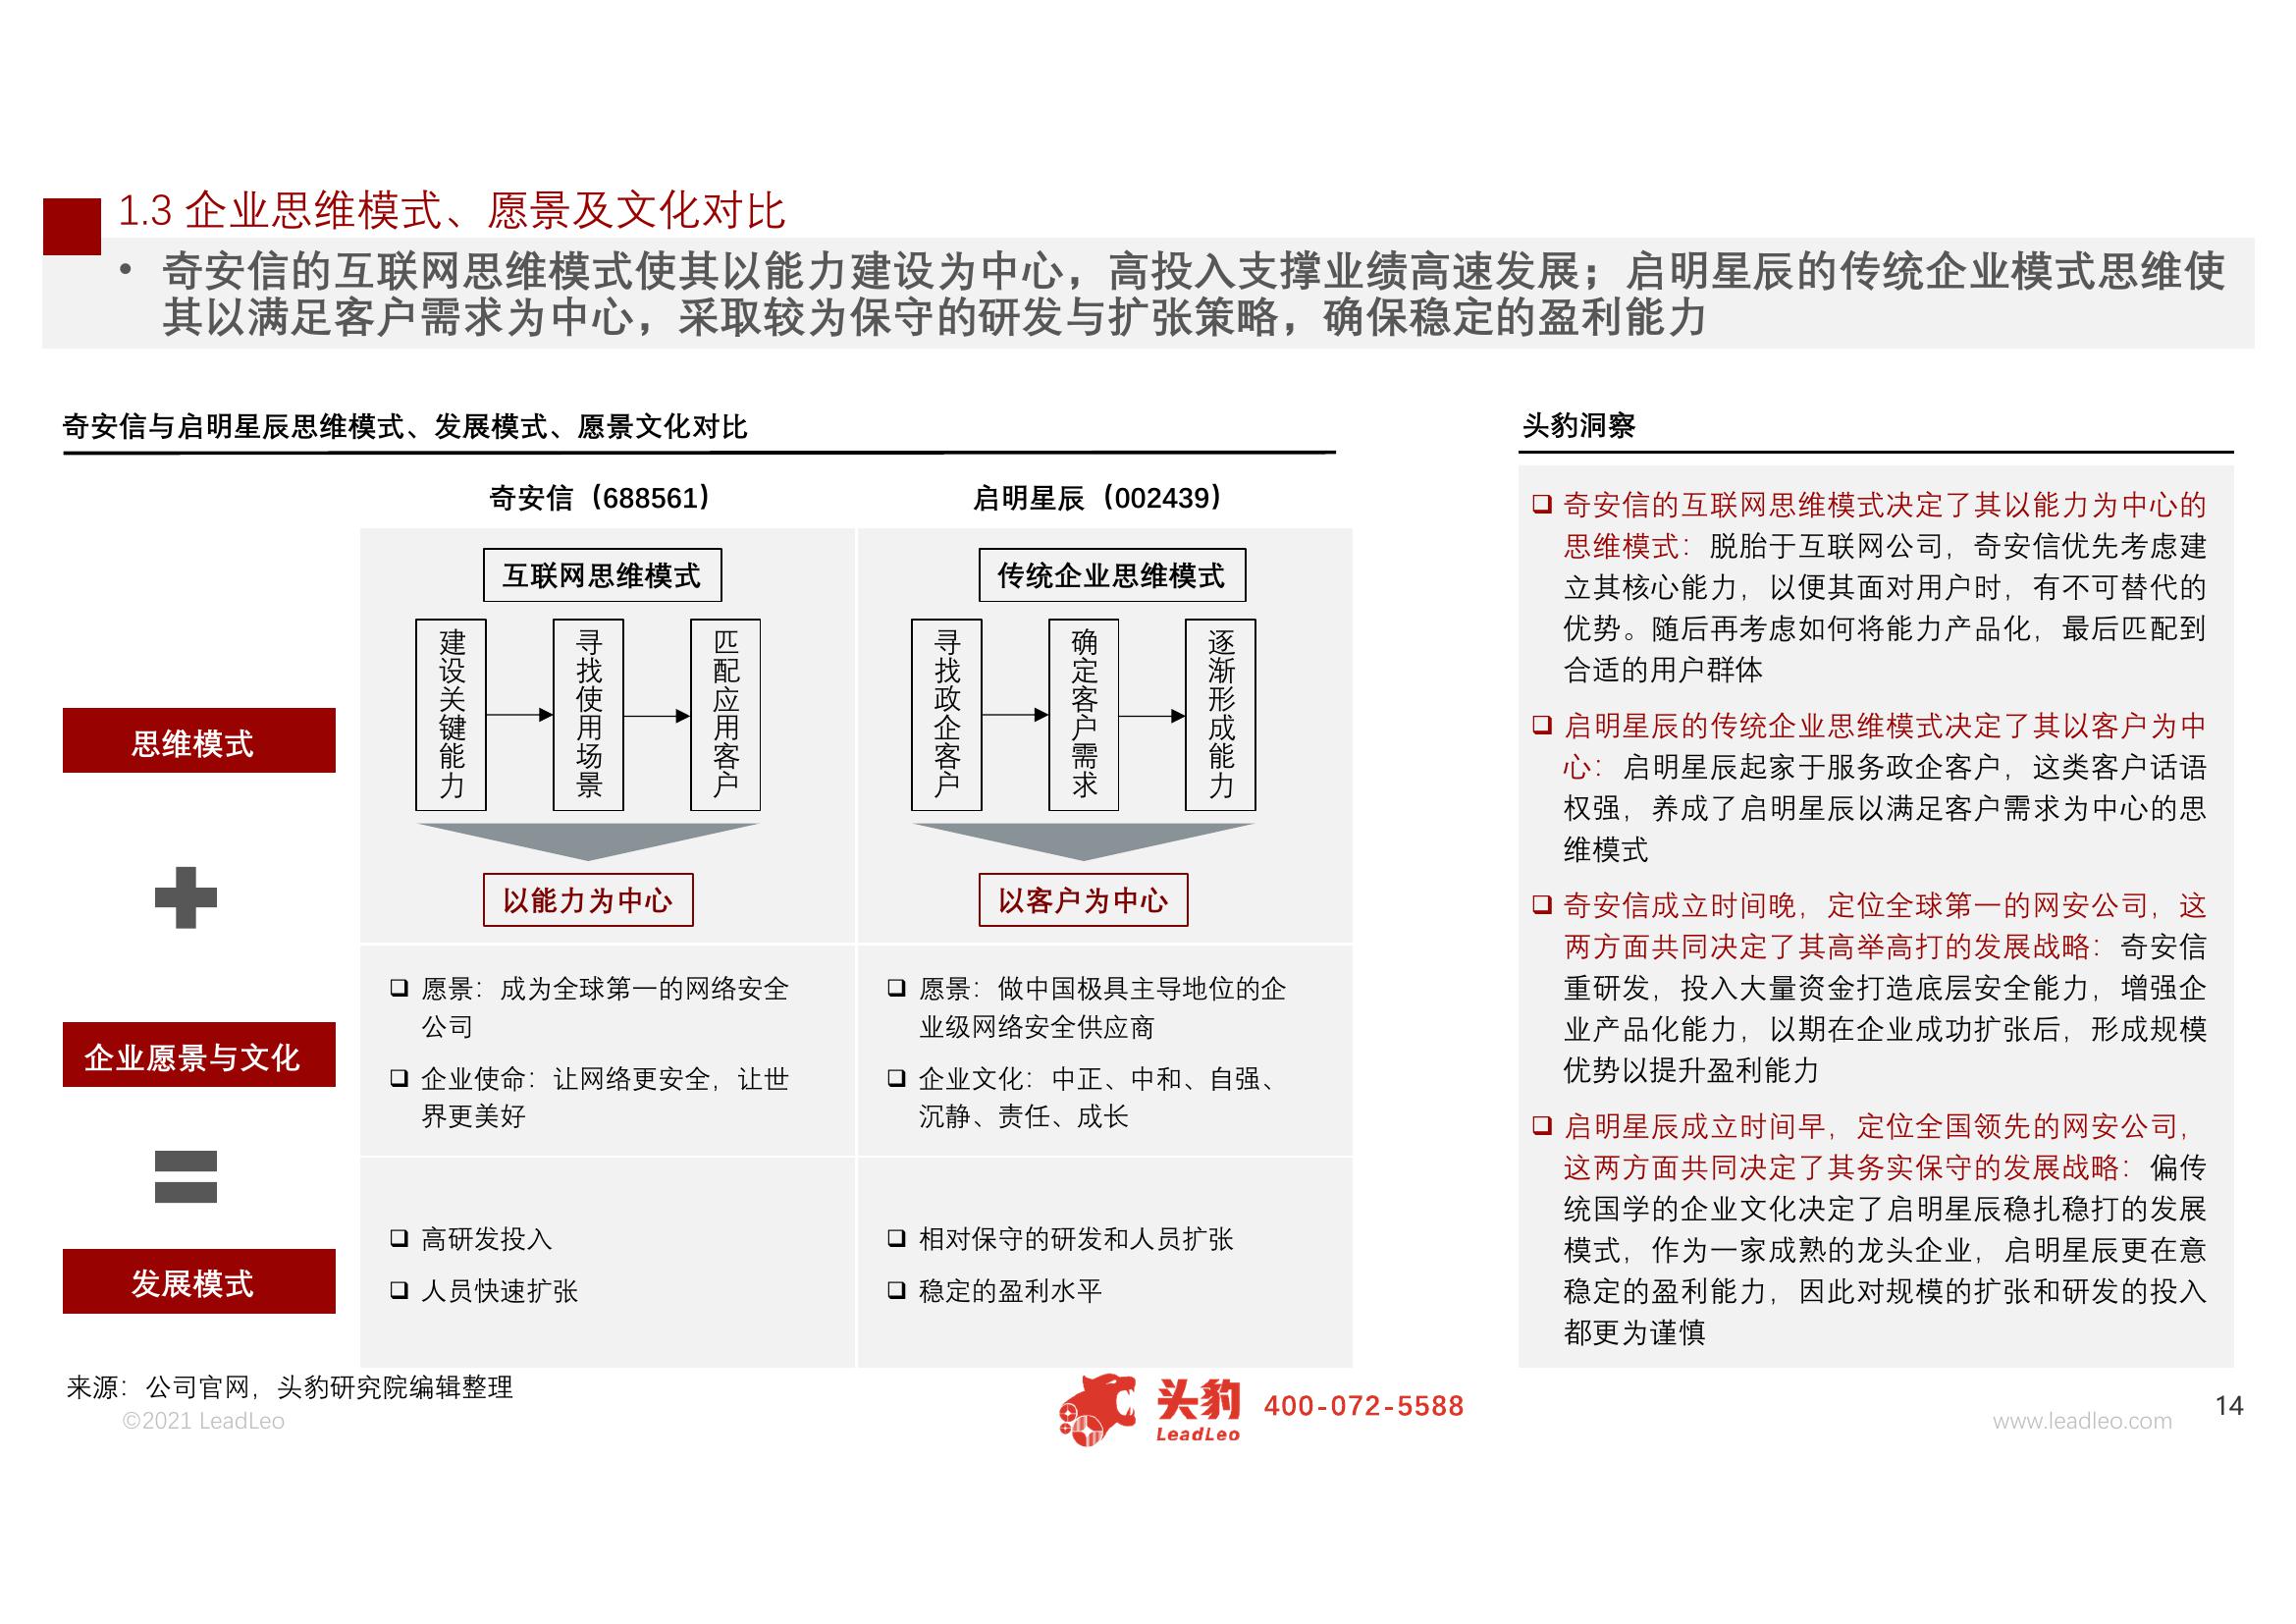 1.3 企业思维模式、愿景及文化对比
• 奇安信的互联网思维模式使其以能力建设为中心，高投入支撑业绩高速发展；启明星辰的传统企业模式思维使
其以满足客户需求为中心，采取较为保守的研发与扩张策略，确保稳定的盈利能力
奇安信与启明星辰思维模式、发展模式、愿景文化对比
奇安信（688561）
启明星辰（002439）
思维模式
互联网思维模式
建设关键能力
寻找使用场景
匹配应用客户
以能力为中心
传统企业思维模式
寻找政企客户
确定客户需求
逐渐形成能力
以客户为中心
企业愿景与文化
愿景：成为全球第一的网络安全
公司
企业使命：让网络更安全，让世
界更美好
愿景：做中国极具主导地位的企
业级网络安全供应商
企业文化：中正、中和、自强、
沉静、责任、成长
发展模式
高研发投入
人员快速扩张
相对保守的研发和人员扩张
稳定的盈利水平
头豹洞察
奇安信的互联网思维模式决定了其以能力为中心的
思维模式：脱胎于互联网公司，奇安信优先考虑建
立其核心能力，以便其面对用户时，有不可替代的
优势。随后再考虑如何将能力产品化，最后匹配到
合适的用户群体
启明星辰的传统企业思维模式决定了其以客户为中
心：启明星辰起家于服务政企客户，这类客户话语
权强，养成了启明星辰以满足客户需求为中心的思
维模式
奇安信成立时间晚，定位全球第一的网安公司，这
两方面共同决定了其高举高打的发展战略：奇安信
重研发，投入大量资金打造底层安全能力，增强企
业产品化能力，以期在企业成功扩张后，形成规模
优势以提升盈利能力
启明星辰成立时间早，定位全国领先的网安公司，
这两方面共同决定了其务实保守的发展战略：偏传
统国学的企业文化决定了启明星辰稳扎稳打的发展
模式，作为一家成熟的龙头企业，启明星辰更在意
稳定的盈利能力，因此对规模的扩张和研发的投入
都更为谨慎
来源：公司官网，头豹研究院编辑整理
©2021 LeadLeo
头豹
LeadLeo
400-072-5588
www.leadleo.com
14